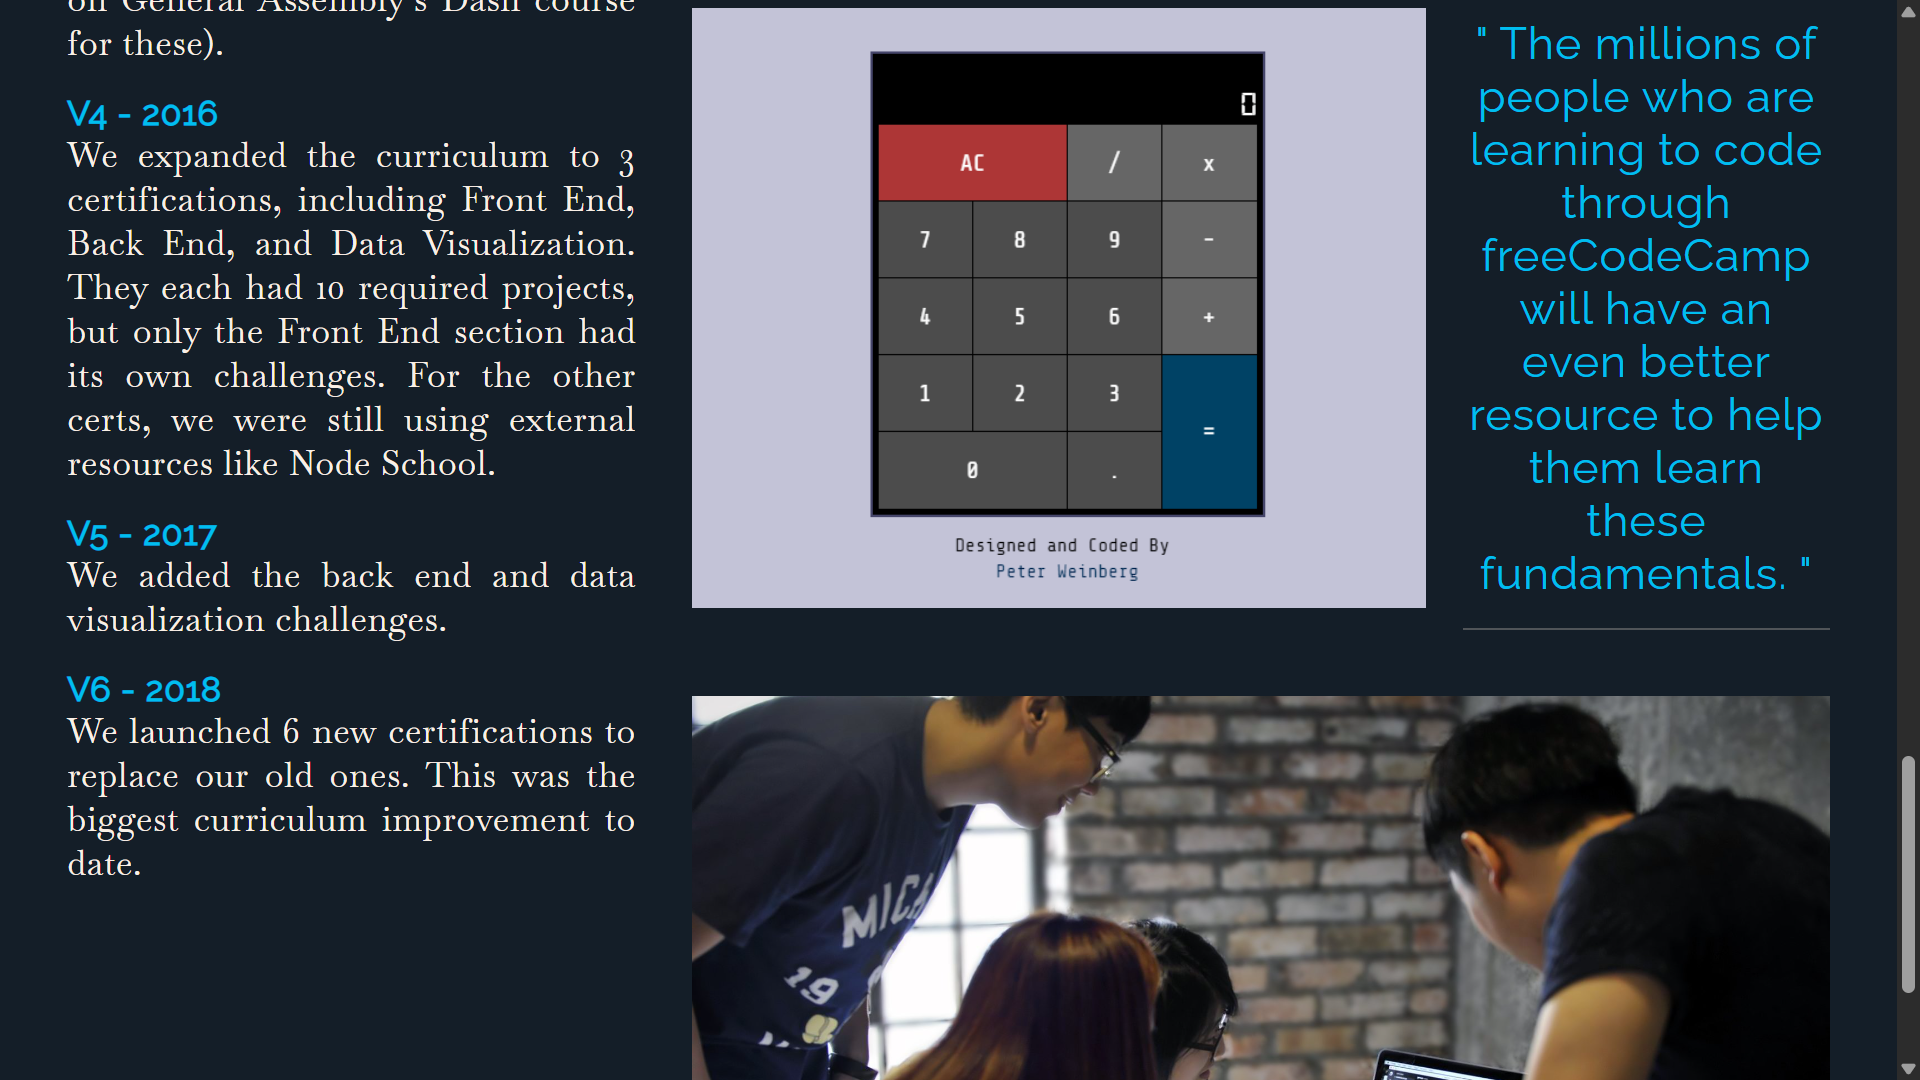 on General Assembly's Dash course
for these).
V4 - 2016
We expanded the curriculum to 3
certifications, including Front End,
Back End, and Data Visualization.
They each had 10 required projects,
but only the Front End section had
its own challenges. For the other
certs, we were still using external
resources like Node School.
V5 - 2017
We added the back end and data
visualization challenges.
V6 - 2018
We launched 6 new certifications to
replace our old ones. This was the
biggest curriculum improvement to
date.
0
AC / x
7 8 9 -
4 5 6 +
1 2 3 =
0 .
Designed and Coded By
Peter Weinberg
" The millions of
people who are
learning to code
through
freeCodeCamp
will have an
even better
resource to help
them learn
these
fundamentals. "
19